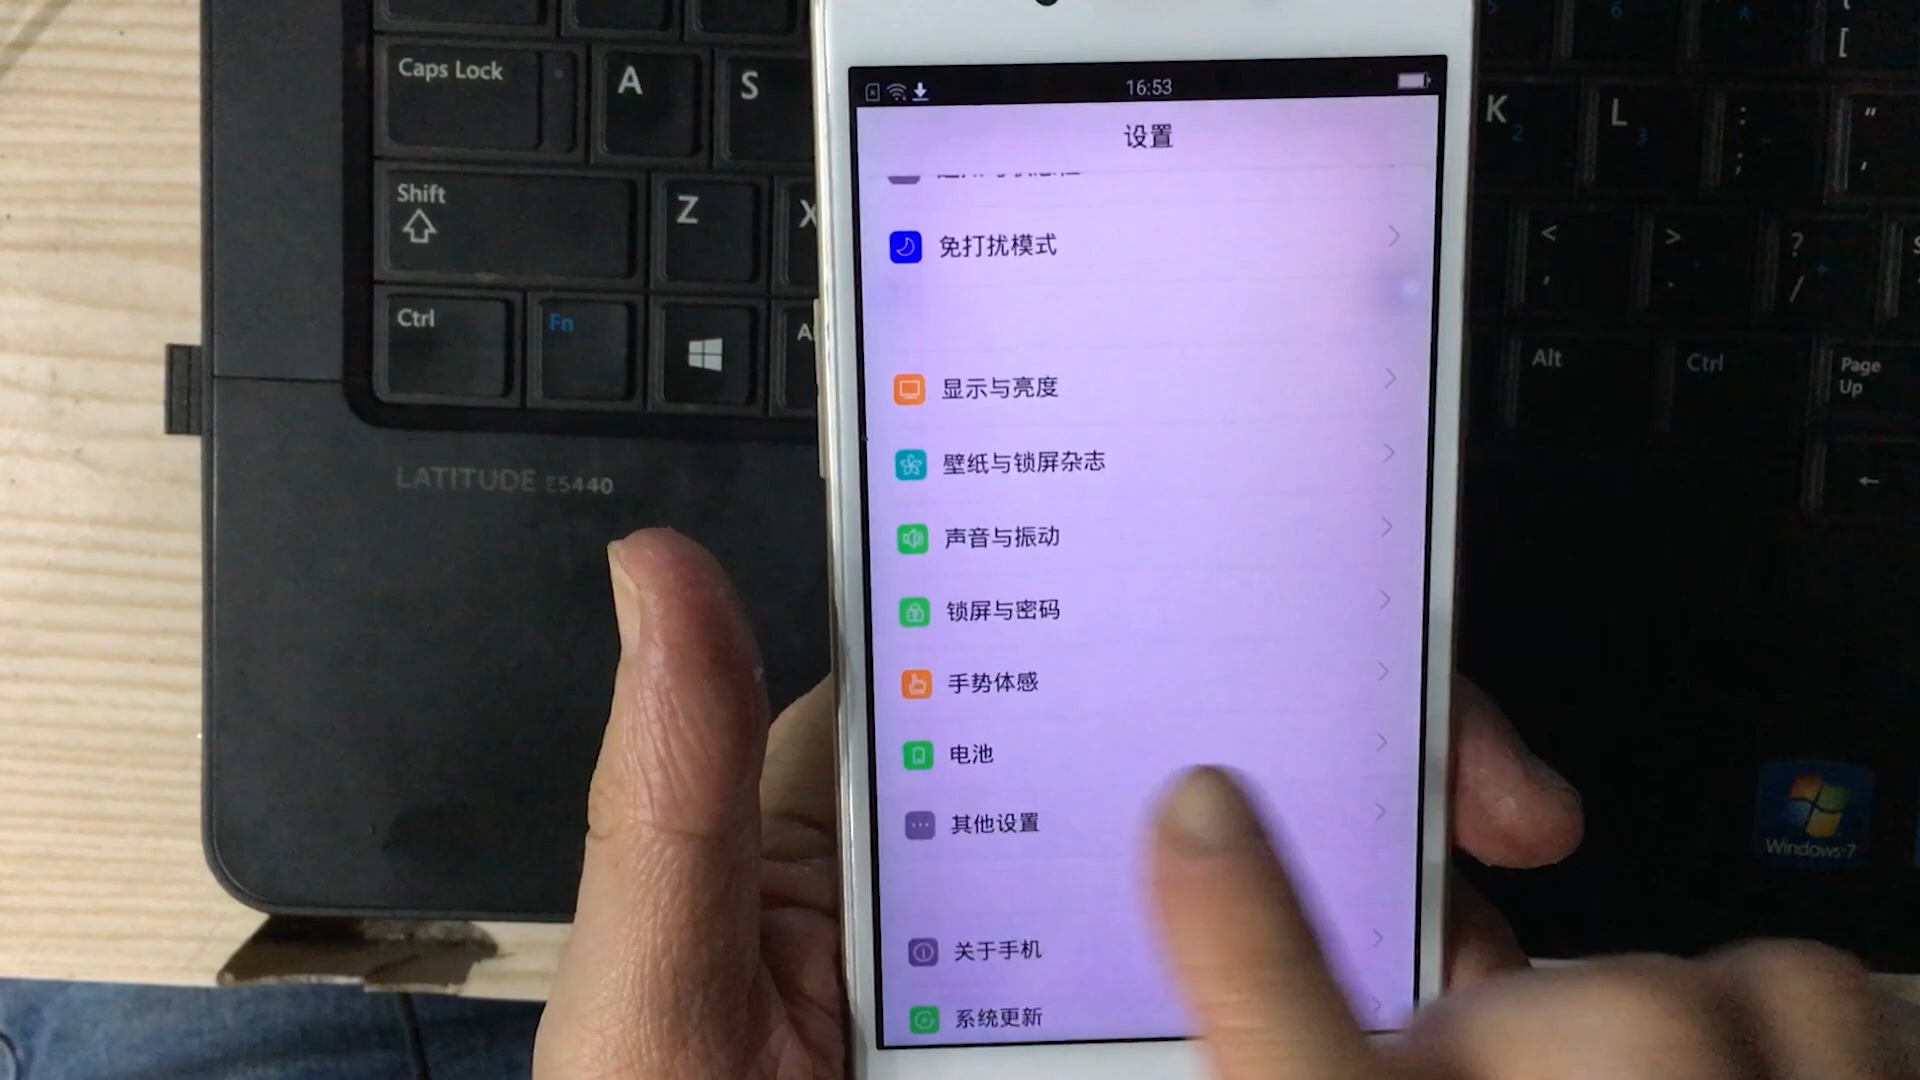 16:53
设置
免打扰模式
显示与亮度
壁纸与锁屏杂志
声音与振动
锁屏与密码
手势体感
电池
其他设置
关于手机
系统更新
Caps Lock
A
S
Shift
Z
X
Ctrl
Fn
LATITUDE E5440
[
K
2
L
3
:
;
"
,
<
,
>
.
?
/
Alt
Ctrl
Page
Up
Windows 7